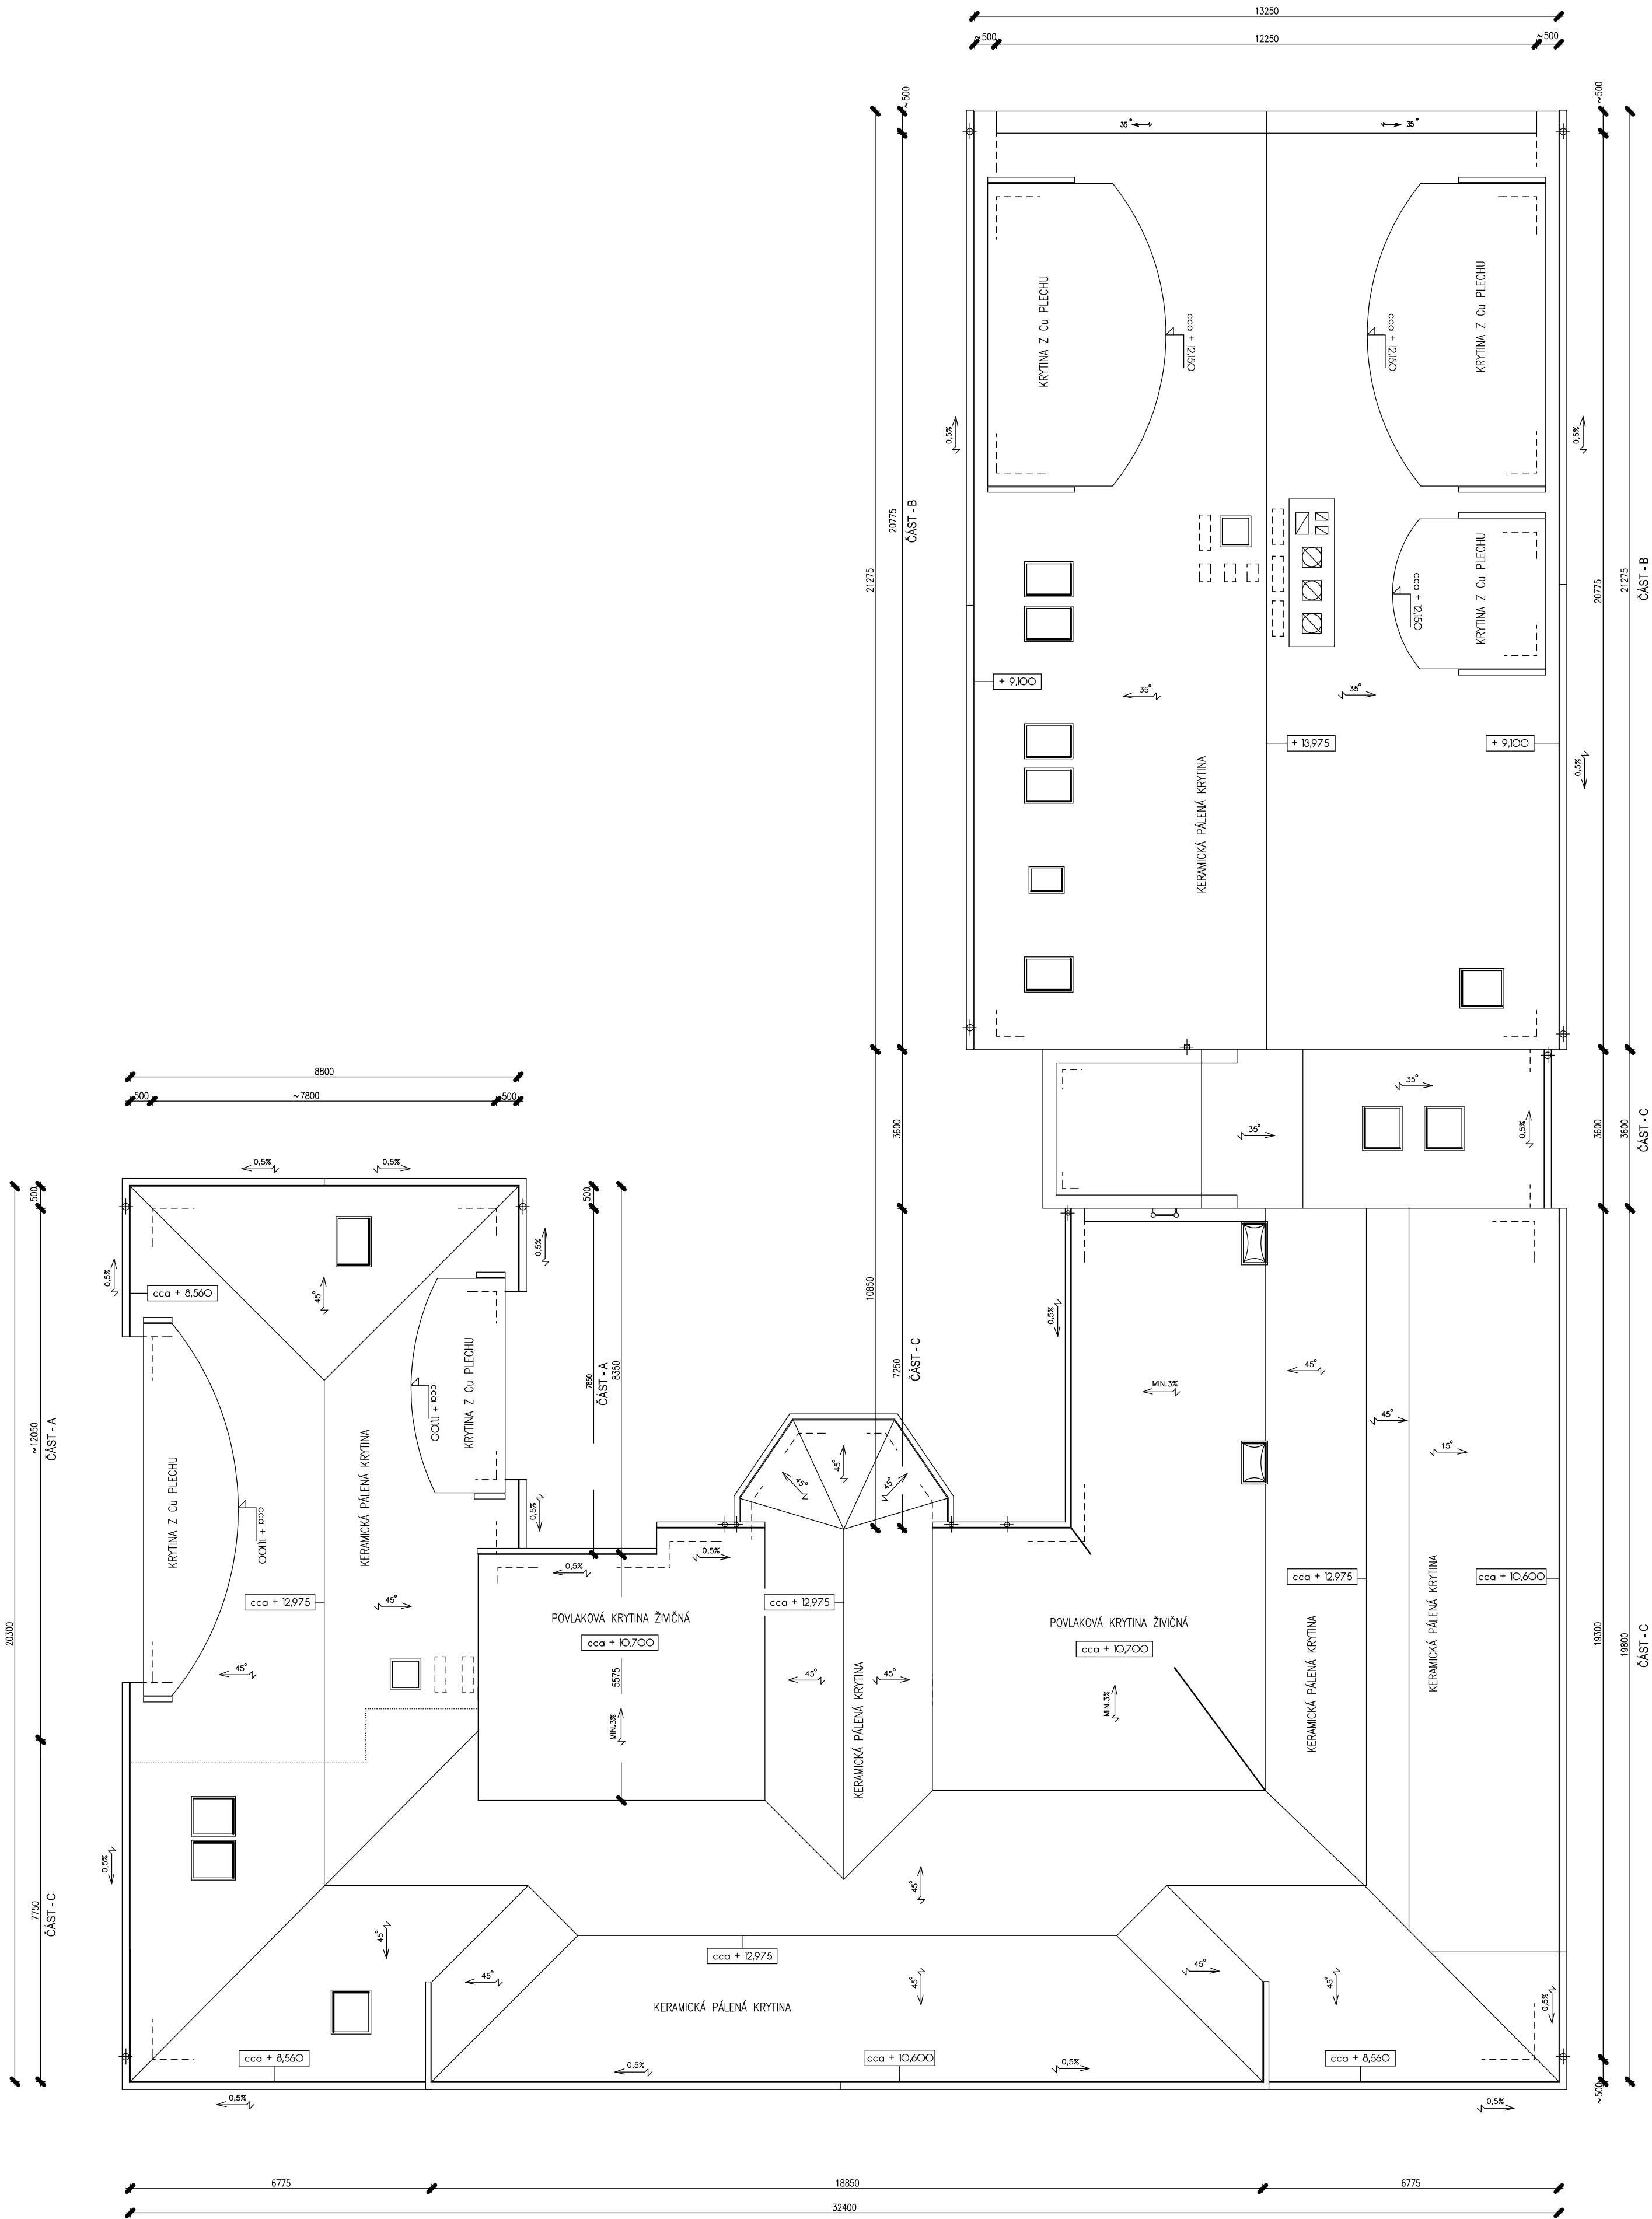 13250
~500
12250
~500
~500
35°
35°
~500
KRYTINA Z Cu PLECHU
cca + 12,150
cca + 12,150
KRYTINA Z Cu PLECHU
0,5%
0,5%
20775
ČÁST - B
21275
KRYTINA Z Cu PLECHU
cca + 12,150
20775
21275
ČÁST - B
+ 9,100
35°
35°
+ 13,975
+ 9,100
0,5%
KERAMICKÁ PÁLENÁ KRYTINA
8800
500
~7800
500
35°
35°
0,5%
3600
3600
3600
ČÁST - C
0,5%
0,5%
500
500
0,5%
0,5%
45°
cca + 8,560
10850
7250
ČÁST - C
0,5%
KRYTINA Z Cu PLECHU
cca + 11,100
7850
ČÁST - A
8350
45°
MIN.3%
45°
15°
~12050
ČÁST - A
KRYTINA Z Cu PLECHU
cca + 11,100
KERAMICKÁ PÁLENÁ KRYTINA
0,5%
45°
45°
45°
0,5%
0,5%
cca + 12,975
45°
POVLAKOVÁ KRYTINA ŽIVIČNÁ
cca + 10,700
cca + 12,975
POVLAKOVÁ KRYTINA ŽIVIČNÁ
cca + 10,700
cca + 12,975
cca + 10,600
20300
45°
5575
MIN.3%
45°
45°
KERAMICKÁ PÁLENÁ KRYTINA
MIN.3%
KERAMICKÁ PÁLENÁ KRYTINA
KERAMICKÁ PÁLENÁ KRYTINA
19300
19800
ČÁST - C
0,5%
7750
ČÁST - C
45°
45°
cca + 12,975
45°
45°
45°
45°
0,5%
KERAMICKÁ PÁLENÁ KRYTINA
cca + 8,560
0,5%
cca + 10,600
0,5%
cca + 8,560
0,5%
0,5%
~500
6775
18850
6775
32400